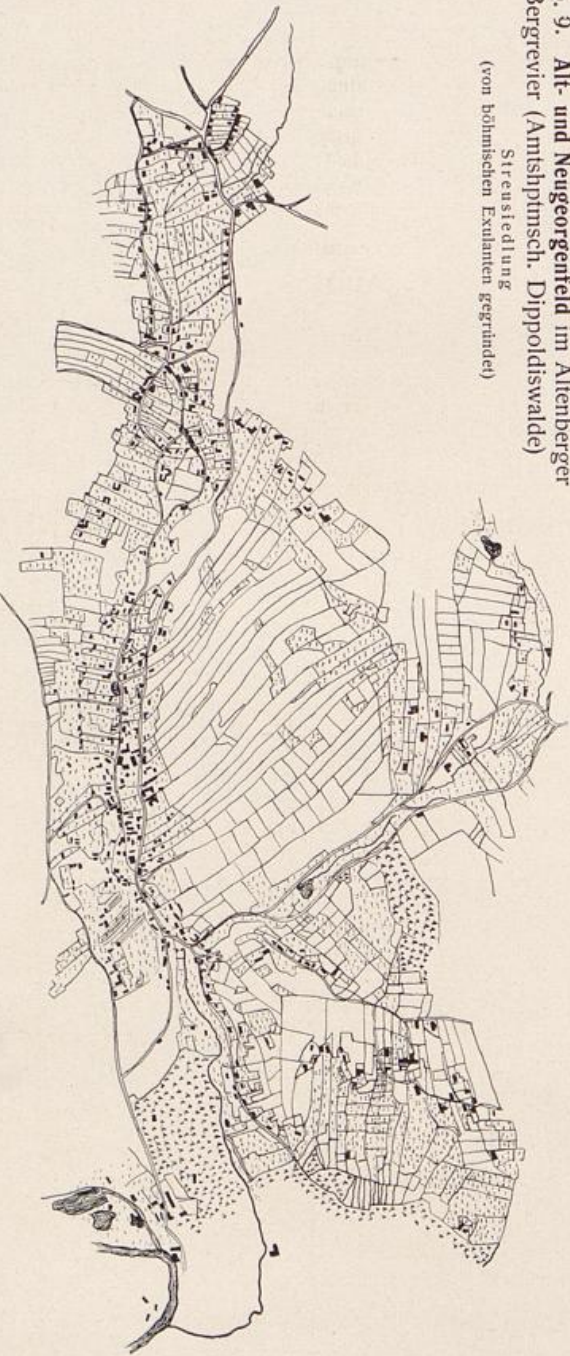 . 9. Alt- und Neugeorgenfeld im Altenberger
Bergrevier (Amtshptmsch. Dippoldiswalde)
Streusiedlung
(von böhmischen Exulanten gegründet)